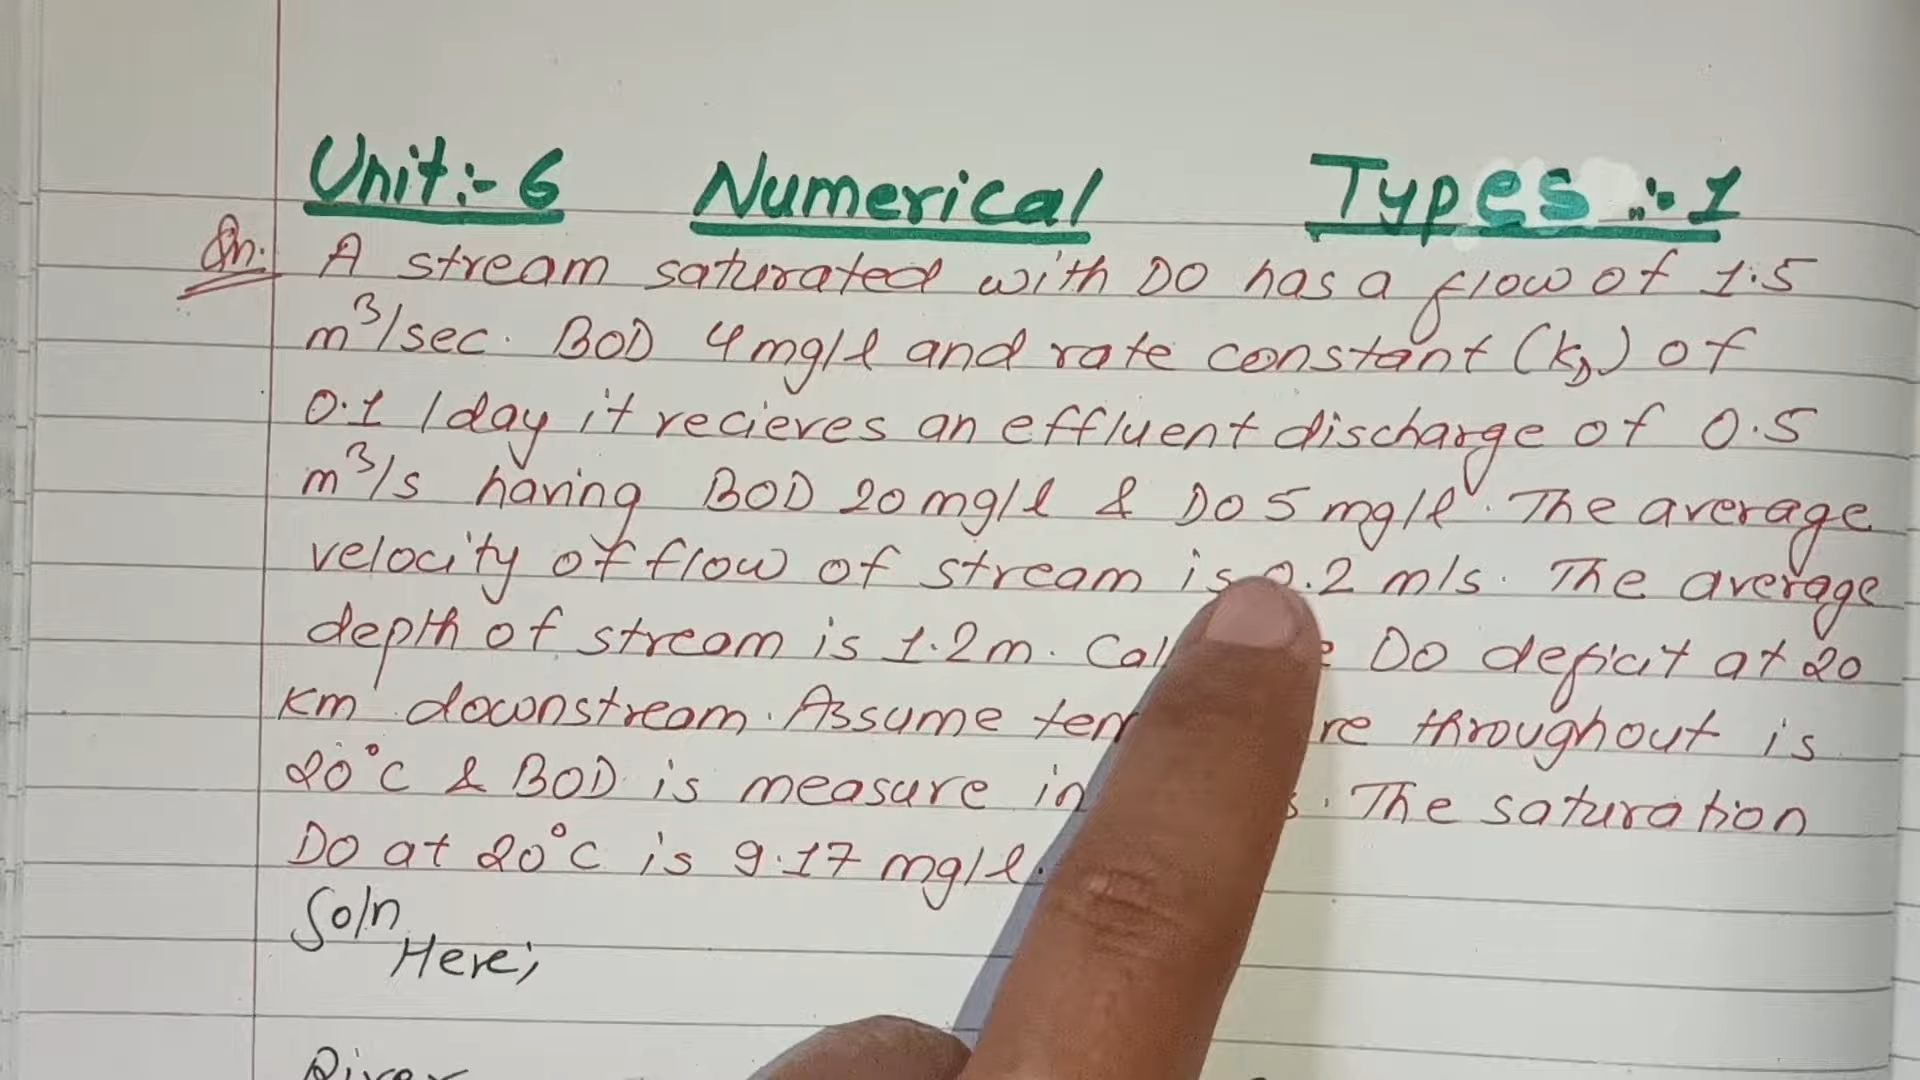 Unit:- 6 Numerical Types :- 1
Qn. A stream saturated with DO has a flow of 1.5
m³/sec. BOD 4 mg/l and rate constant (kD) of
0.1 /day it recieves an effluent discharge of 0.5
m³/s having BOD 20 mg/l & DO 5 mg/l. The average
velocity of flow of stream is 0.2 m/s. The average
depth of stream is 1.2 m. DO deficit at 20
km downstream. Assume throughout is
20°C & BOD is measure in The saturation
DO at 20°C is 9.17 mg/l.
Soln
Here;
River